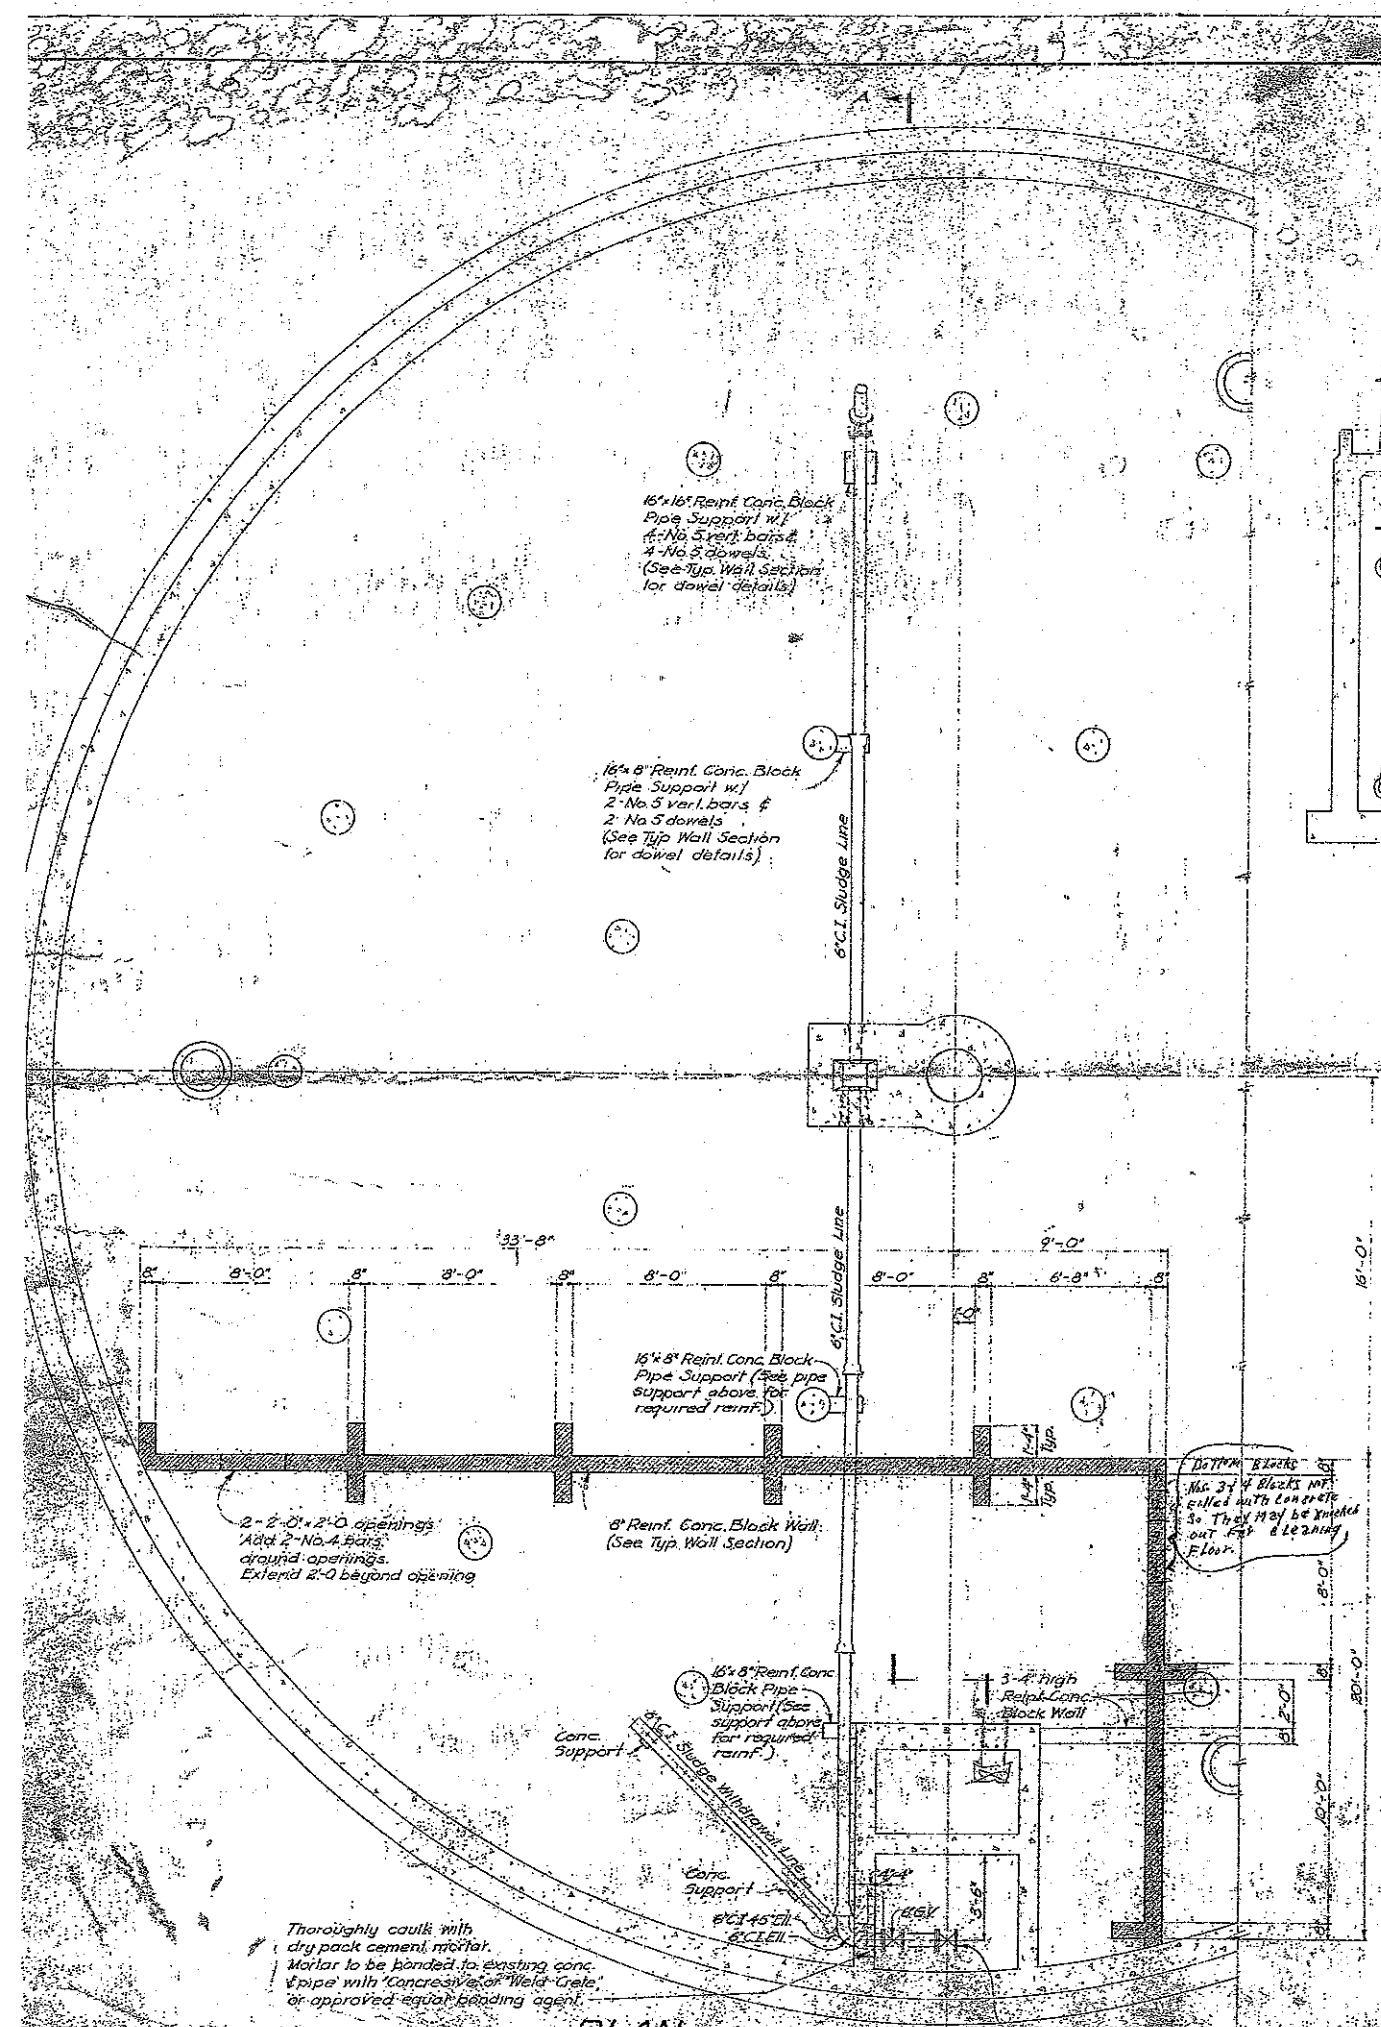 A
16"x16" Reinf. Conc. Block
Pipe Support w/
4-No.5 vert. bars &
4-No.5 dowels.
(See Typ. Wall Section
for dowel details)
16"x 8" Reinf. Conc. Block
Pipe Support w/
2-No.5 vert. bars &
2-No.5 dowels
(See Typ. Wall Section
for dowel details)
6"C.I. Sludge Line
6"C.I. Sludge Line
33'-8"
9'-0"
16'-0"
8"
8'-0"
8"
8'-0"
8"
8'-0"
8"
8'-0"
8"
6'-8"
8"
1'-0"
16"x 8" Reinf. Conc. Block
Pipe Support (See pipe
support above for
required reinf.)
1'-4"
Typ.
1'-4"
Typ.
Bottom Blocks
Nos. 3 & 4 Blocks not
filled with Concrete
So They May be knocked
out For Cleaning
Floor.
8"
2-2'-0"x 2'-0" openings
Add 2-No.4 Bars
around openings.
Extend 2'-0 beyond opening
8" Reinf. Conc. Block Wall
(See Typ. Wall Section)
8'-0"
20'-0"
8"
16"x 8" Reinf. Conc.
Block Pipe
Support (See
support above
for required
reinf.)
3'-4" high
Reinf. Conc.
Block Wall
2'-0"
8"
Conc.
Support
6"C.I. Sludge Withdrawal Line
10'-0"
Conc.
Support
3'-6"
6"C.I. 45° Ell
6"C.I. Ell
6"G.V.
8"
Thoroughly caulk with
dry pack cement mortar.
Mortar to be bonded to existing conc.
& pipe with "Concresive" or "Weld-Crete"
or approved equal bonding agent.
PLAN